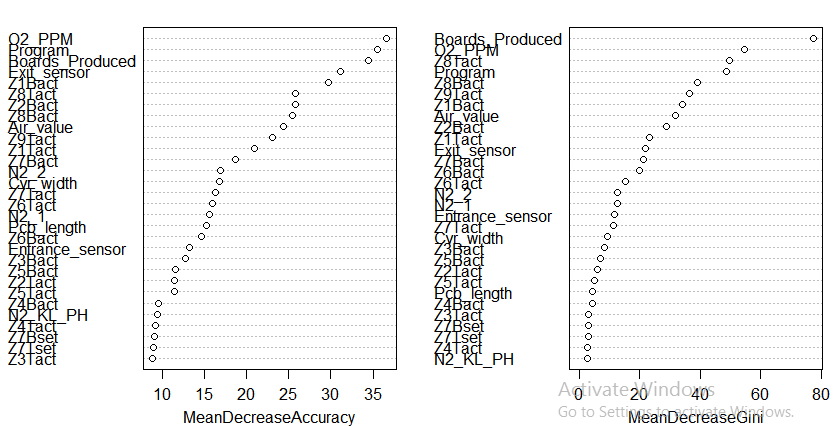 O2_PPM
Program
Boards_Produced
Exit_sensor
Z1Bact
Z8Tact
Z2Bact
Z8Bact
Air_value
Z9Tact
Z1Tact
Z7Bact
N2_2
Cyr_width
Z7Tact
Z6Tact
N2_1
Pcb_length
Z6Bact
Entrance_sensor
Z3Bact
Z5Bact
Z2Tact
Z5Tact
Z4Bact
N2_KL_PH
Z4Tact
Z7Bset
Z7Tset
Z3Tact
10 15 20 25 30 35
MeanDecreaseAccuracy
Boards_Produced
O2_PPM
Z8Tact
Program
Z8Bact
Z9Tact
Z1Bact
Air_value
Z2Bact
Z1Tact
Exit_sensor
Z7Bact
Z6Bact
Z6Tact
N2_2
N2_1
Entrance_sensor
Z7Tact
Cyr_width
Z3Bact
Z5Bact
Z2Tact
Z5Tact
Pcb_length
Z4Bact
Z3Tact
Z7Bset
Z7Tset
Z4Tact
N2_KL_PH
0 20 40 60 80
MeanDecreaseGini
Activate Windows
Go to Settings to activate Windows.